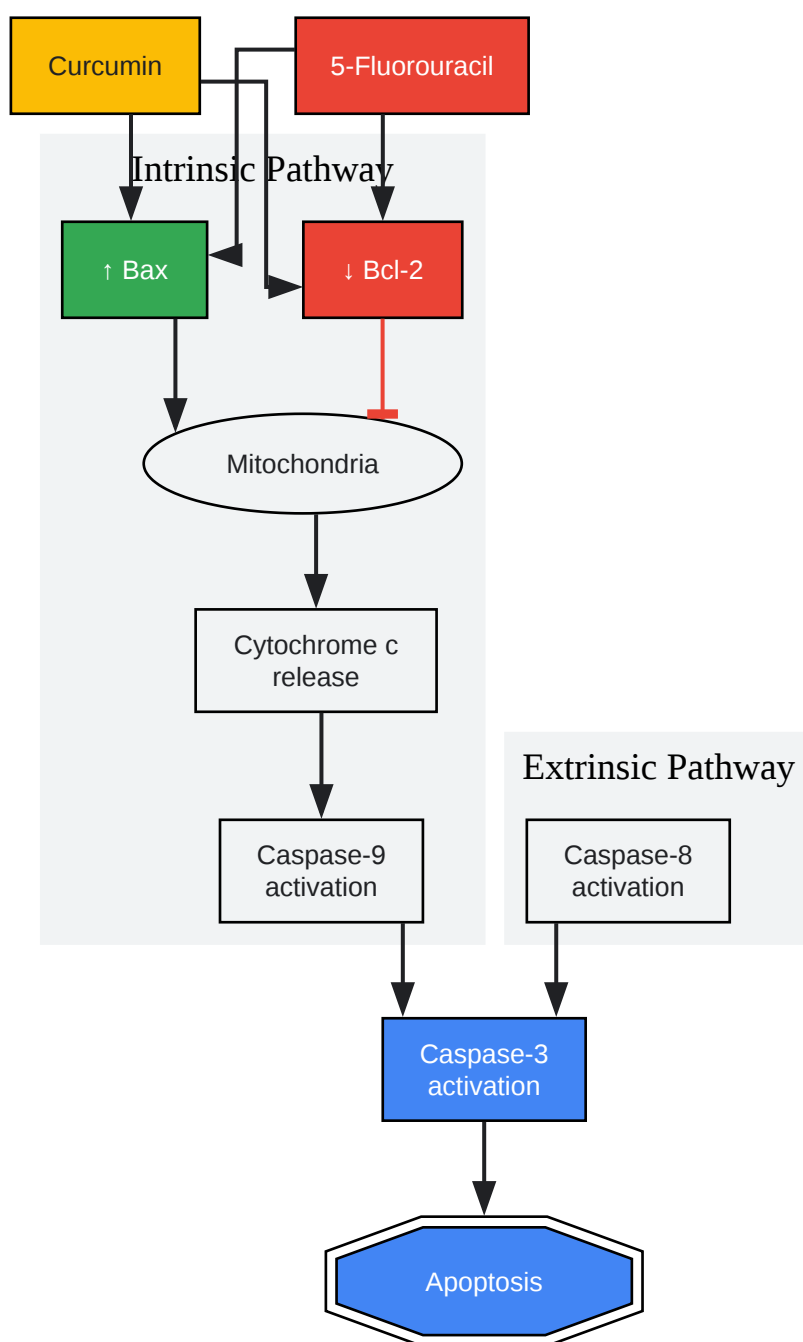 Curcumin
5-Fluorouracil
Intrinsic Pathway
↑ Bax
↓ Bcl-2
Mitochondria
Cytochrome c
release
Extrinsic Pathway
Caspase-9
activation
Caspase-8
activation
Caspase-3
activation
Apoptosis